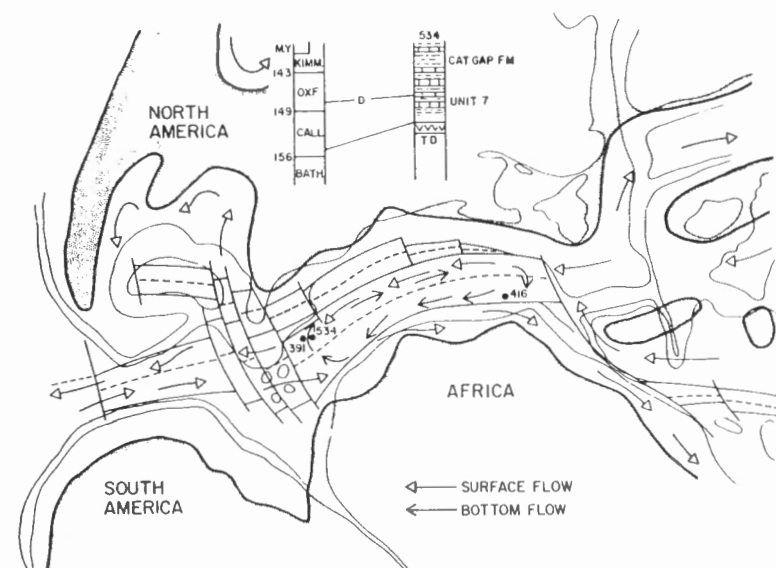 534
M.Y.
KIMM.
143
OXF
149
CALL
156
BATH.
D
CAT GAP FM
UNIT 7
TD
NORTH
AMERICA
416
534
391
AFRICA
SOUTH
AMERICA
SURFACE FLOW
BOTTOM FLOW